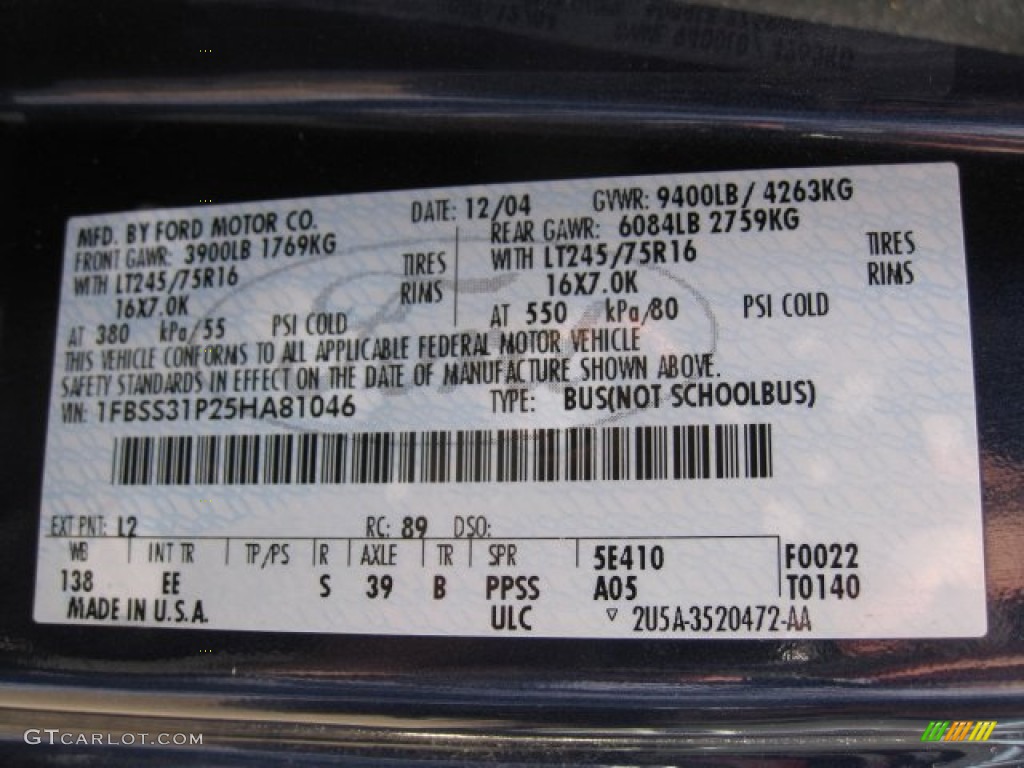 MFD. BY FORD MOTOR CO. DATE: 12/04 GVWR: 9400LB / 4263KG
FRONT GAWR: 3900LB 1769KG REAR GAWR: 6084LB 2759KG
WITH LT245/75R16 TIRES WITH LT245/75R16 TIRES
16X7.0K RIMS 16X7.0K RIMS
AT 380 kPa/55 PSI COLD AT 550 kPa/80 PSI COLD
THIS VEHICLE CONFORMS TO ALL APPLICABLE FEDERAL MOTOR VEHICLE
SAFETY STANDARDS IN EFFECT ON THE DATE OF MANUFACTURE SHOWN ABOVE.
VIN: 1FBSS31P25HA81046 TYPE: BUS(NOT SCHOOLBUS)
EXT PNT: L2 RC: 89 DSO:
WB INT TR TP/PS R AXLE TR SPR 5E410 F0022
138 EE S 39 B PPSS A05 T0140
MADE IN U.S.A. ULC 2U5A-3520472-AA
GTCARLOT.COM